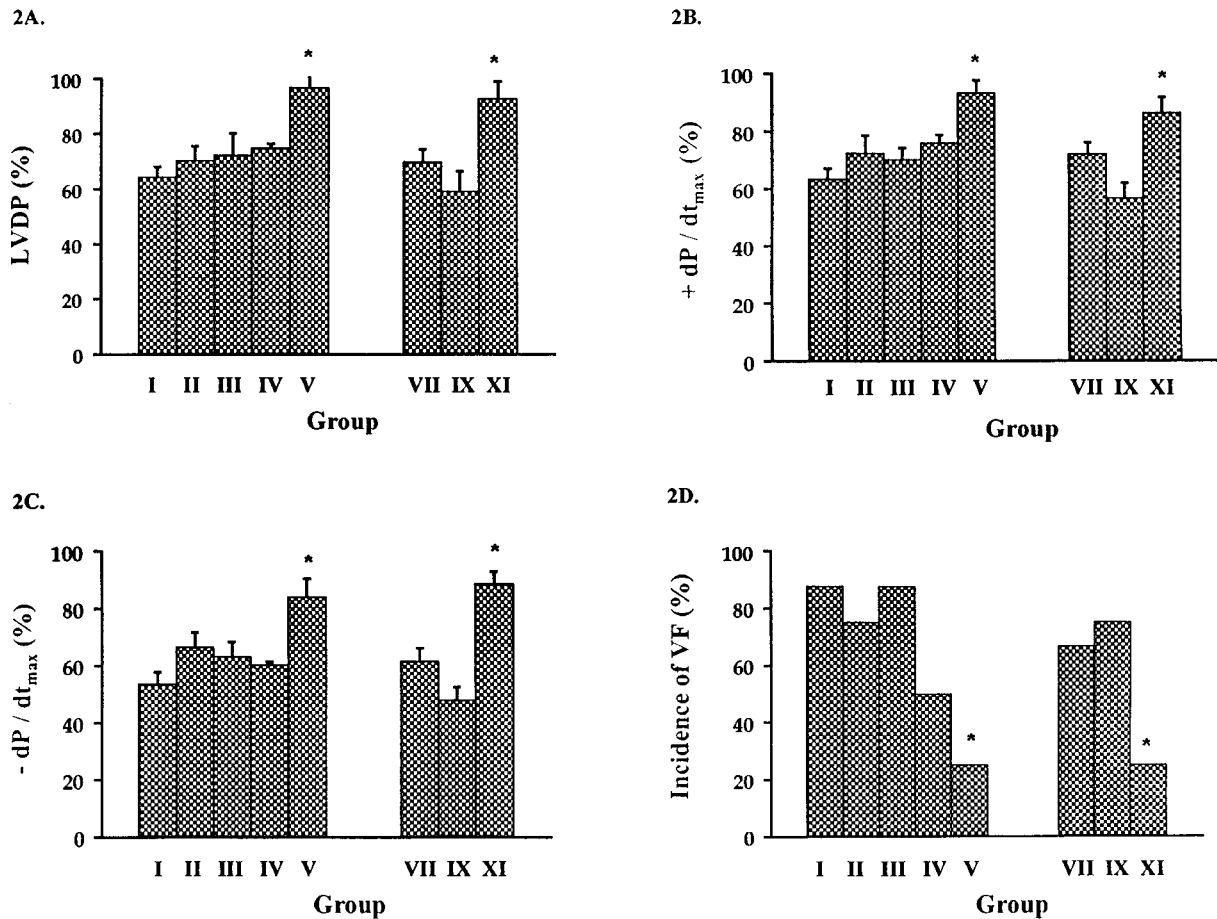 2A.
LVDP (%)
100
80
60
40
20
0
* *
I II III IV V VII IX XI
Group
2B.
+ dP / dtmax (%)
100
80
60
40
20
0
* *
I II III IV V VII IX XI
Group
2C.
- dP / dtmax (%)
100
80
60
40
20
0
* *
I II III IV V VII IX XI
Group
2D.
Incidence of VF (%)
100
80
60
40
20
0
* *
I II III IV V VII IX XI
Group